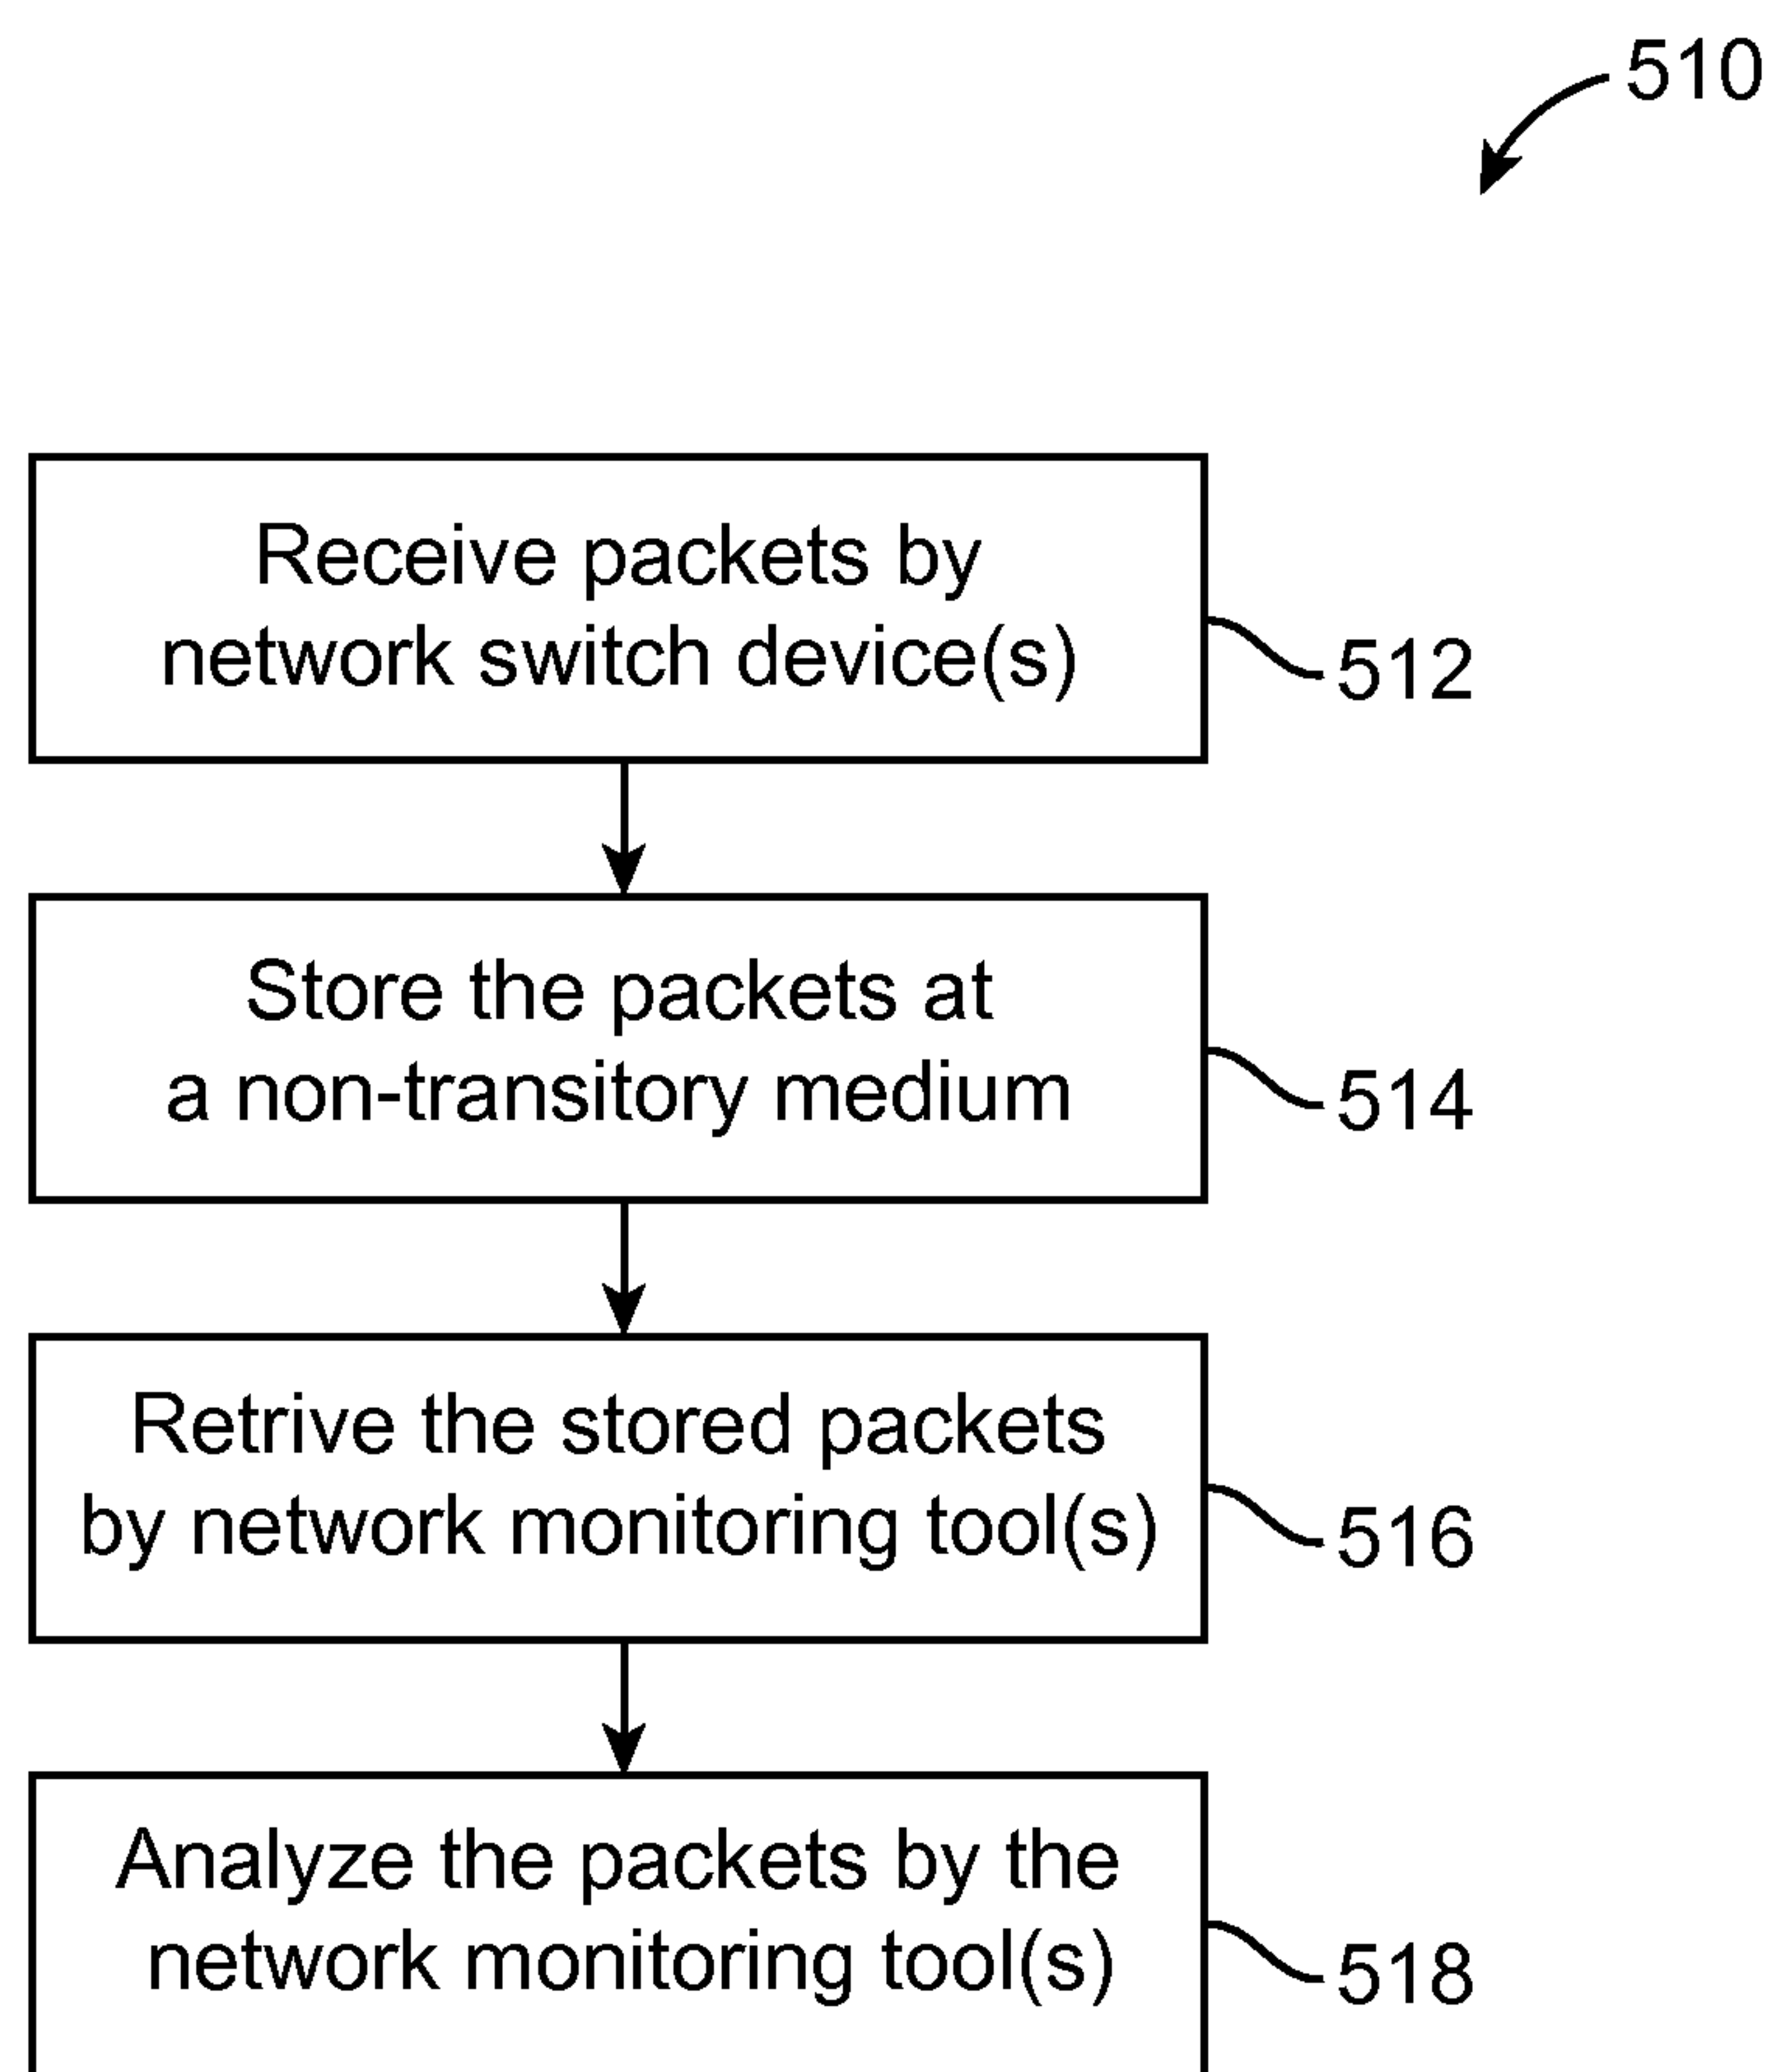 510
Receive packets by
network switch device(s)
512
Store the packets at
a non-transitory medium
514
Retrive the stored packets
by network monitoring tool(s)
516
Analyze the packets by the
network monitoring tool(s)
518